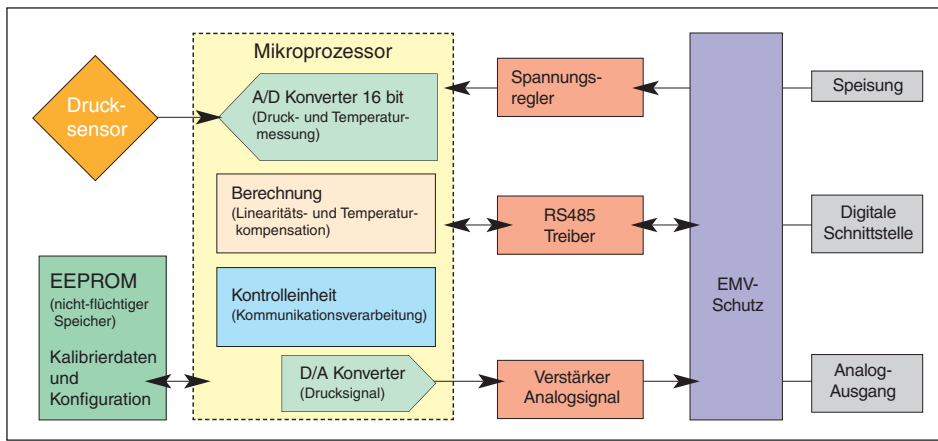 Mikroprozessor
Druck-
sensor
A/D Konverter 16 bit
(Druck- und Temperatur-
messung)
Spannungs-
regler
Speisung
Berechnung
(Linearitäts- und Temperatur-
kompensation)
RS485
Treiber
Digitale
Schnittstelle
EMV-
Schutz
EEPROM
(nicht-flüchtiger
Speicher)
Kalibrierdaten
und
Konfiguration
Kontrolleinheit
(Kommunikationsverarbeitung)
D/A Konverter
(Drucksignal)
Verstärker
Analogsignal
Analog-
Ausgang